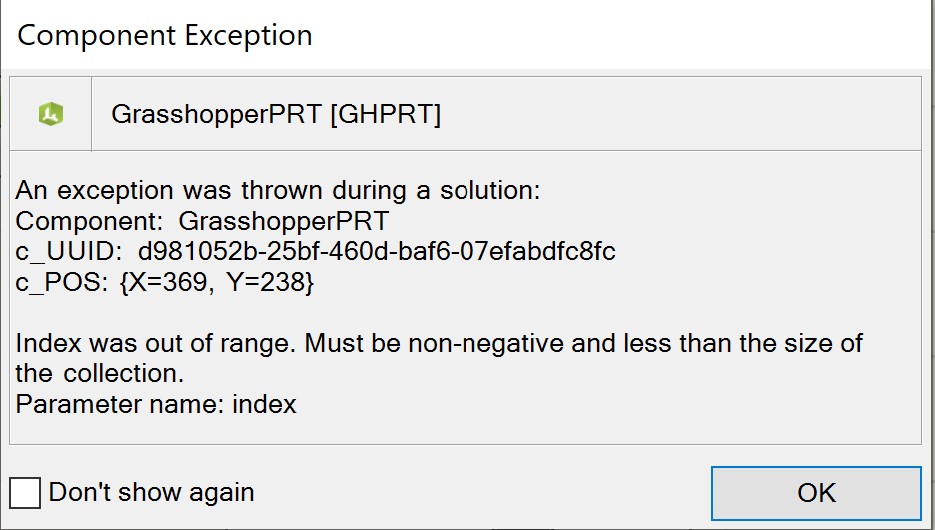 Component Exception
GrasshopperPRT [GHPRT]
An exception was thrown during a solution:
Component:  GrasshopperPRT
c_UUID:  d981052b-25bf-460d-baf6-07efabdfc8fc
c_POS: {X=369, Y=238}
Index was out of range. Must be non-negative and less than the size of
the collection.
Parameter name: index
Don't show again
OK